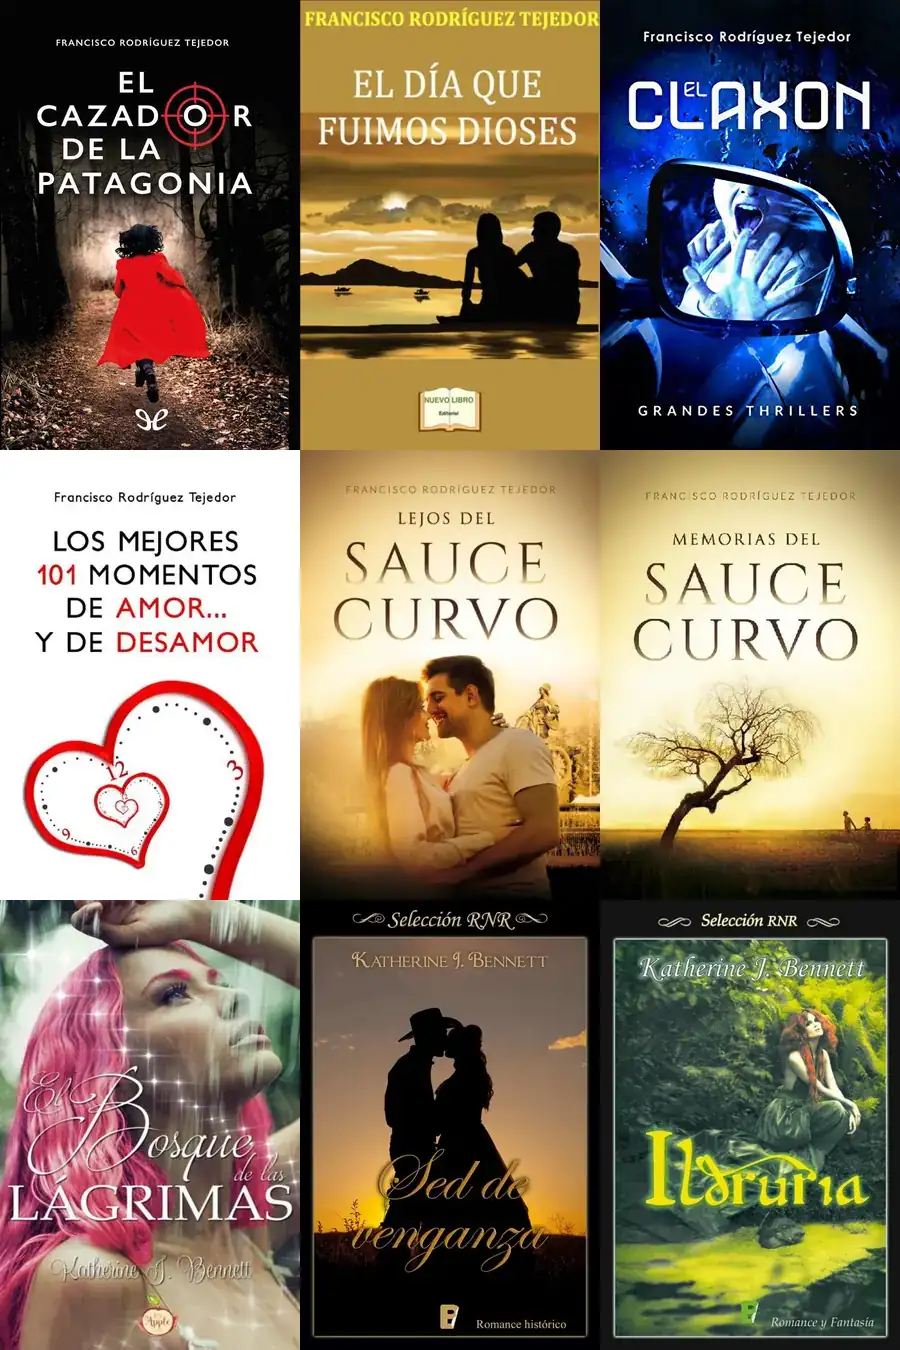 FRANCISCO RODRÍGUEZ TEJEDOR
EL
CAZADOR
DE LA
PATAGONIA
FRANCISCO RODRÍGUEZ TEJEDOR
EL DÍA QUE
FUIMOS DIOSES
NUEVO LIBRO
Editorial
Francisco Rodríguez Tejedor
EL
CLAXON
GRANDES THRILLERS
Francisco Rodríguez Tejedor
LOS MEJORES
101 MOMENTOS
DE AMOR...
Y DE DESAMOR
12
3
9
6
FRANCISCO RODRÍGUEZ TEJEDOR
LEJOS DEL
SAUCE
CURVO
FRANCISCO RODRÍGUEZ TEJEDOR
MEMORIAS DEL
SAUCE
CURVO
El Bosque
de las
LÁGRIMAS
Katherine J. Bennett
Apple
Selección RNR
KATHERINE J. BENNETT
Sed de
venganza
Romance histórico
Selección RNR
Katherine J. Bennett
Ildruria
Romance y Fantasía